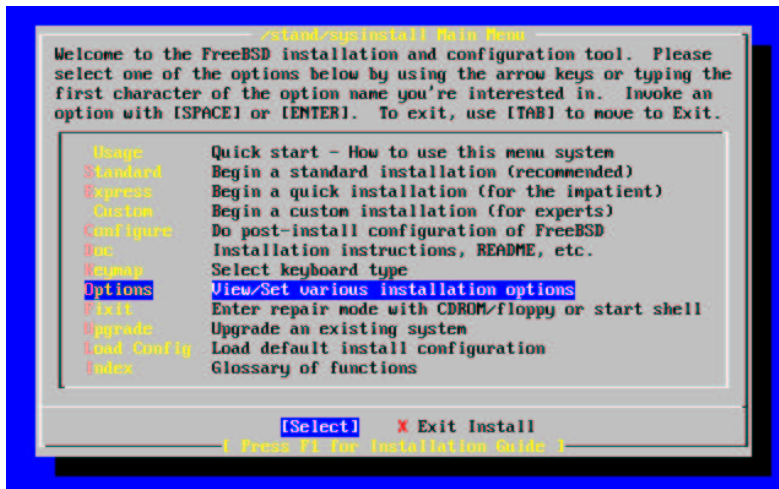 /stand/sysinstall Main Menu
Welcome to the FreeBSD installation and configuration tool.  Please
select one of the options below by using the arrow keys or typing the
first character of the option name you're interested in.  Invoke an
option with [SPACE] or [ENTER].  To exit, use [TAB] to move to Exit.
Usage Quick start - How to use this menu system
Standard Begin a standard installation (recommended)
Express Begin a quick installation (for the impatient)
Custom Begin a custom installation (for experts)
Configure Do post-install configuration of FreeBSD
Doc Installation instructions, README, etc.
Keymap Select keyboard type
Options View/Set various installation options
Fixit Enter repair mode with CDROM/floppy or start shell
Upgrade Upgrade an existing system
Load Config Load default install configuration
Index Glossary of functions
[Select] X Exit Install
[ Press F1 for Installation Guide ]